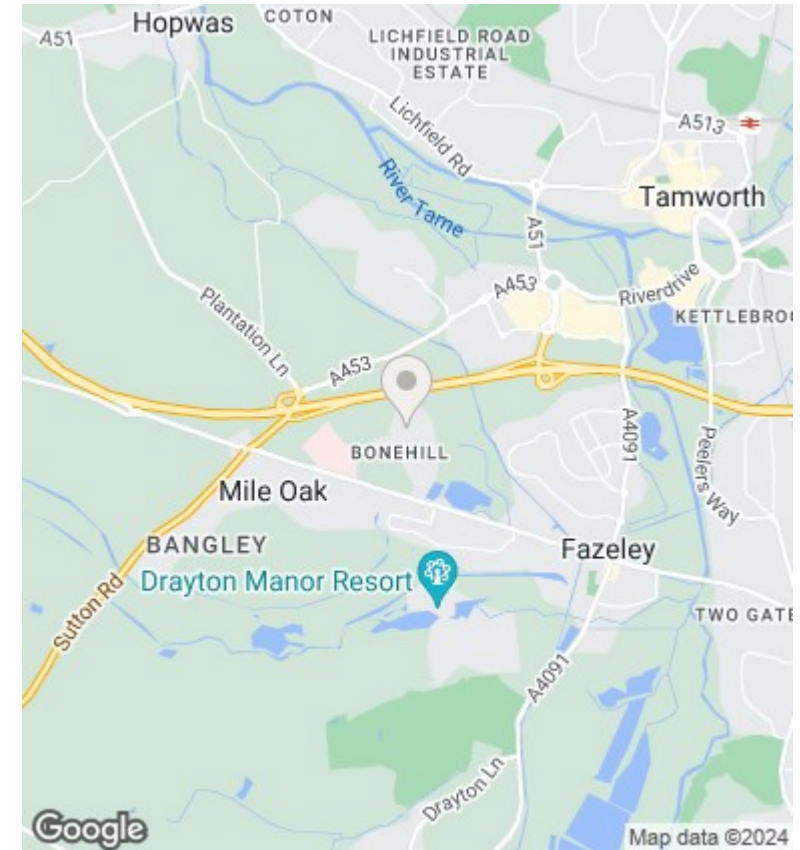 COTON
Hopwas
A51
LICHFIELD ROAD
INDUSTRIAL
ESTATE
A513
Lichfield Rd
River Tame
Tamworth
A51
A453
Riverdrive
Plantation Ln
KETTLEBROO
A453
A4091
BONEHILL
Peelers Way
Mile Oak
Fazeley
BANGLEY
Drayton Manor Resort
Sutton Rd
TWO GATE
A4091
Drayton Ln
Google
Map data ©2024